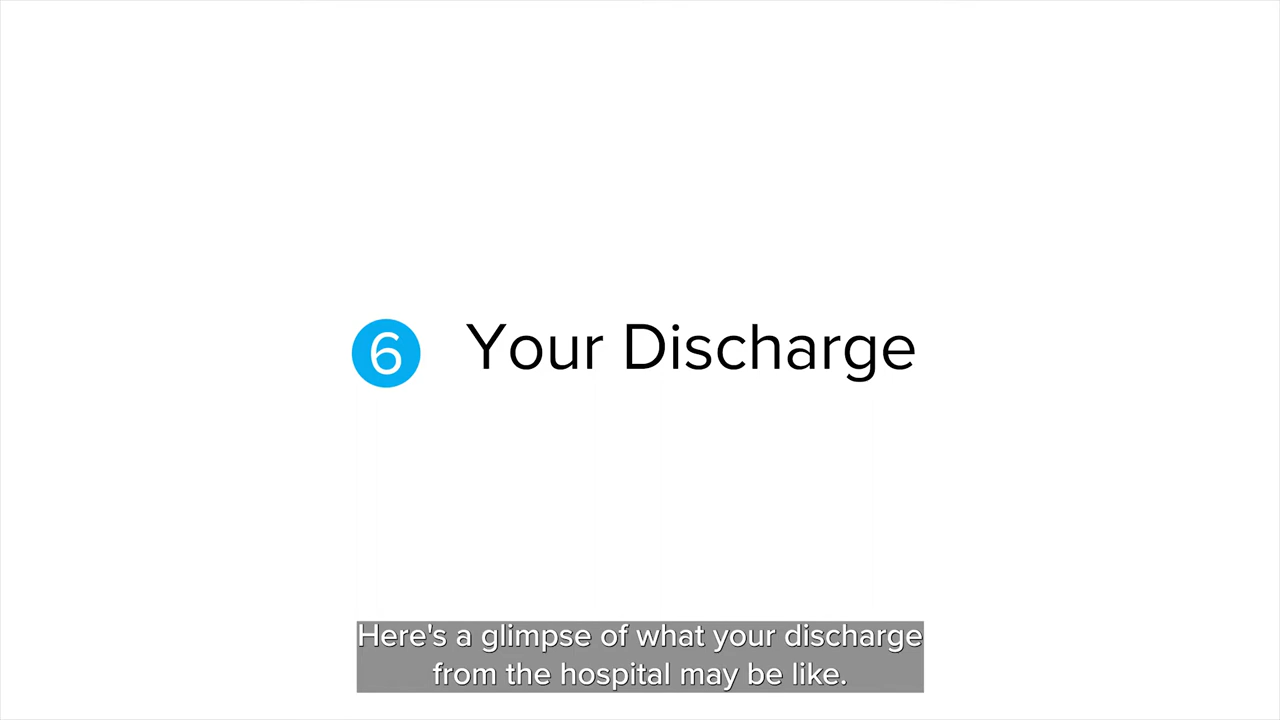 6 Your Discharge
Here's a glimpse of what your discharge
from the hospital may be like.